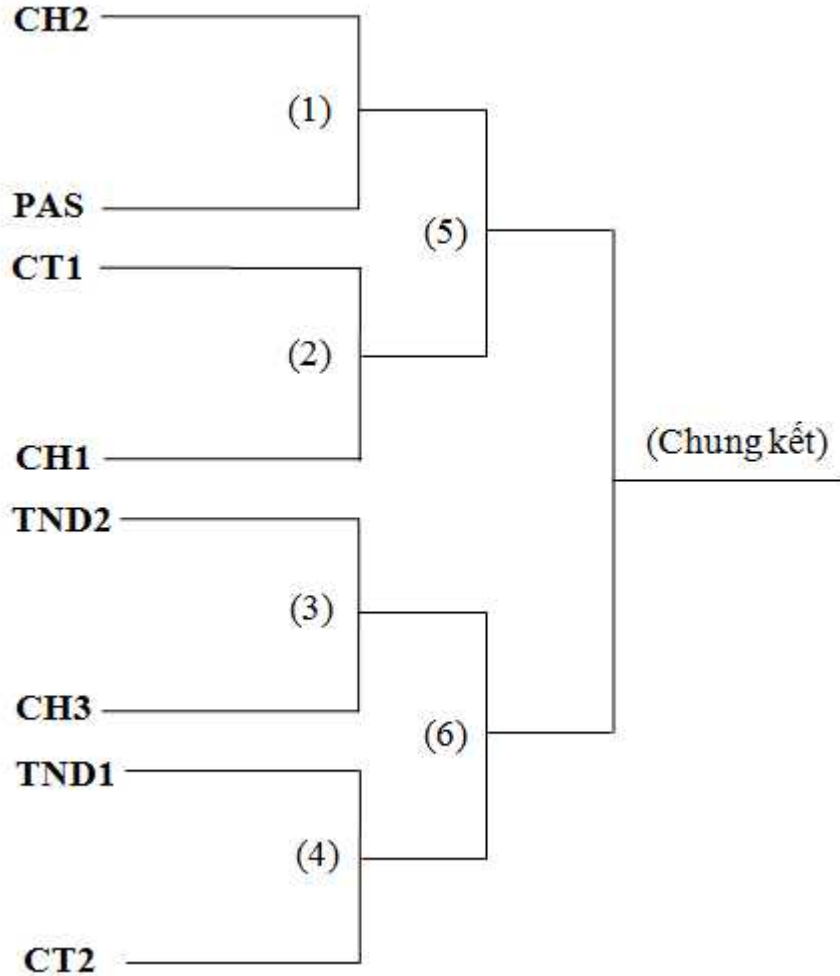 CH2
(1)
PAS
(5)
CT1
(2)
(Chung kết)
CH1
TND2
(3)
CH3
(6)
TND1
(4)
CT2